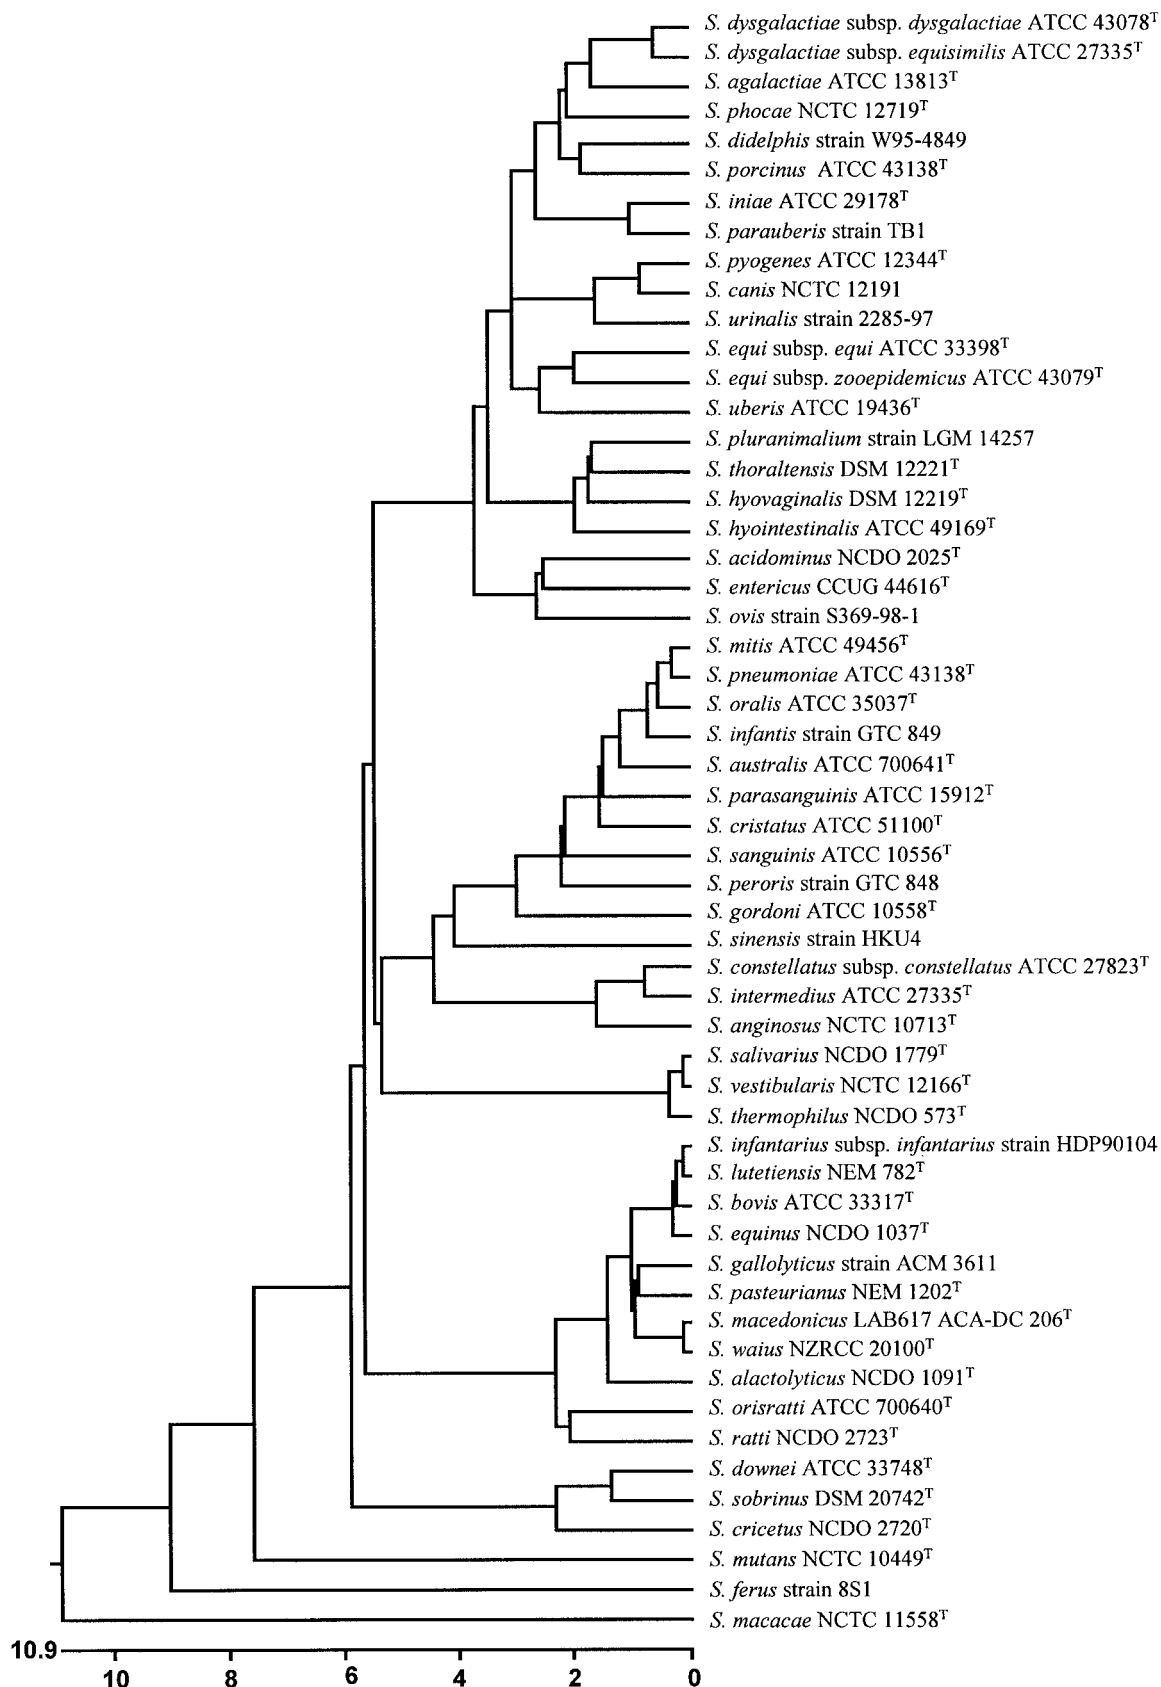 S. dysgalactiae subsp. dysgalactiae ATCC 43078ᵀ
S. dysgalactiae subsp. equisimilis ATCC 27335ᵀ
S. agalactiae ATCC 13813ᵀ
S. phocae NCTC 12719ᵀ
S. didelphis strain W95-4849
S. porcinus ATCC 43138ᵀ
S. iniae ATCC 29178ᵀ
S. parauberis strain TB1
S. pyogenes ATCC 12344ᵀ
S. canis NCTC 12191
S. urinalis strain 2285-97
S. equi subsp. equi ATCC 33398ᵀ
S. equi subsp. zooepidemicus ATCC 43079ᵀ
S. uberis ATCC 19436ᵀ
S. pluranimalium strain LGM 14257
S. thoraltensis DSM 12221ᵀ
S. hyovaginalis DSM 12219ᵀ
S. hyointestinalis ATCC 49169ᵀ
S. acidominus NCDO 2025ᵀ
S. entericus CCUG 44616ᵀ
S. ovis strain S369-98-1
S. mitis ATCC 49456ᵀ
S. pneumoniae ATCC 43138ᵀ
S. oralis ATCC 35037ᵀ
S. infantis strain GTC 849
S. australis ATCC 700641ᵀ
S. parasanguinis ATCC 15912ᵀ
S. cristatus ATCC 51100ᵀ
S. sanguinis ATCC 10556ᵀ
S. peroris strain GTC 848
S. gordoni ATCC 10558ᵀ
S. sinensis strain HKU4
S. constellatus subsp. constellatus ATCC 27823ᵀ
S. intermedius ATCC 27335ᵀ
S. anginosus NCTC 10713ᵀ
S. salivarius NCDO 1779ᵀ
S. vestibularis NCTC 12166ᵀ
S. thermophilus NCDO 573ᵀ
S. infantarius subsp. infantarius strain HDP90104
S. lutetiensis NEM 782ᵀ
S. bovis ATCC 33317ᵀ
S. equinus NCDO 1037ᵀ
S. gallolyticus strain ACM 3611
S. pasteurianus NEM 1202ᵀ
S. macedonicus LAB617 ACA-DC 206ᵀ
S. waius NZRCC 20100ᵀ
S. alactolyticus NCDO 1091ᵀ
S. orisratti ATCC 700640ᵀ
S. ratti NCDO 2723ᵀ
S. downei ATCC 33748ᵀ
S. sobrinus DSM 20742ᵀ
S. cricetus NCDO 2720ᵀ
S. mutans NCTC 10449ᵀ
S. ferus strain 8S1
S. macacae NCTC 11558ᵀ
10.9
10 8 6 4 2 0